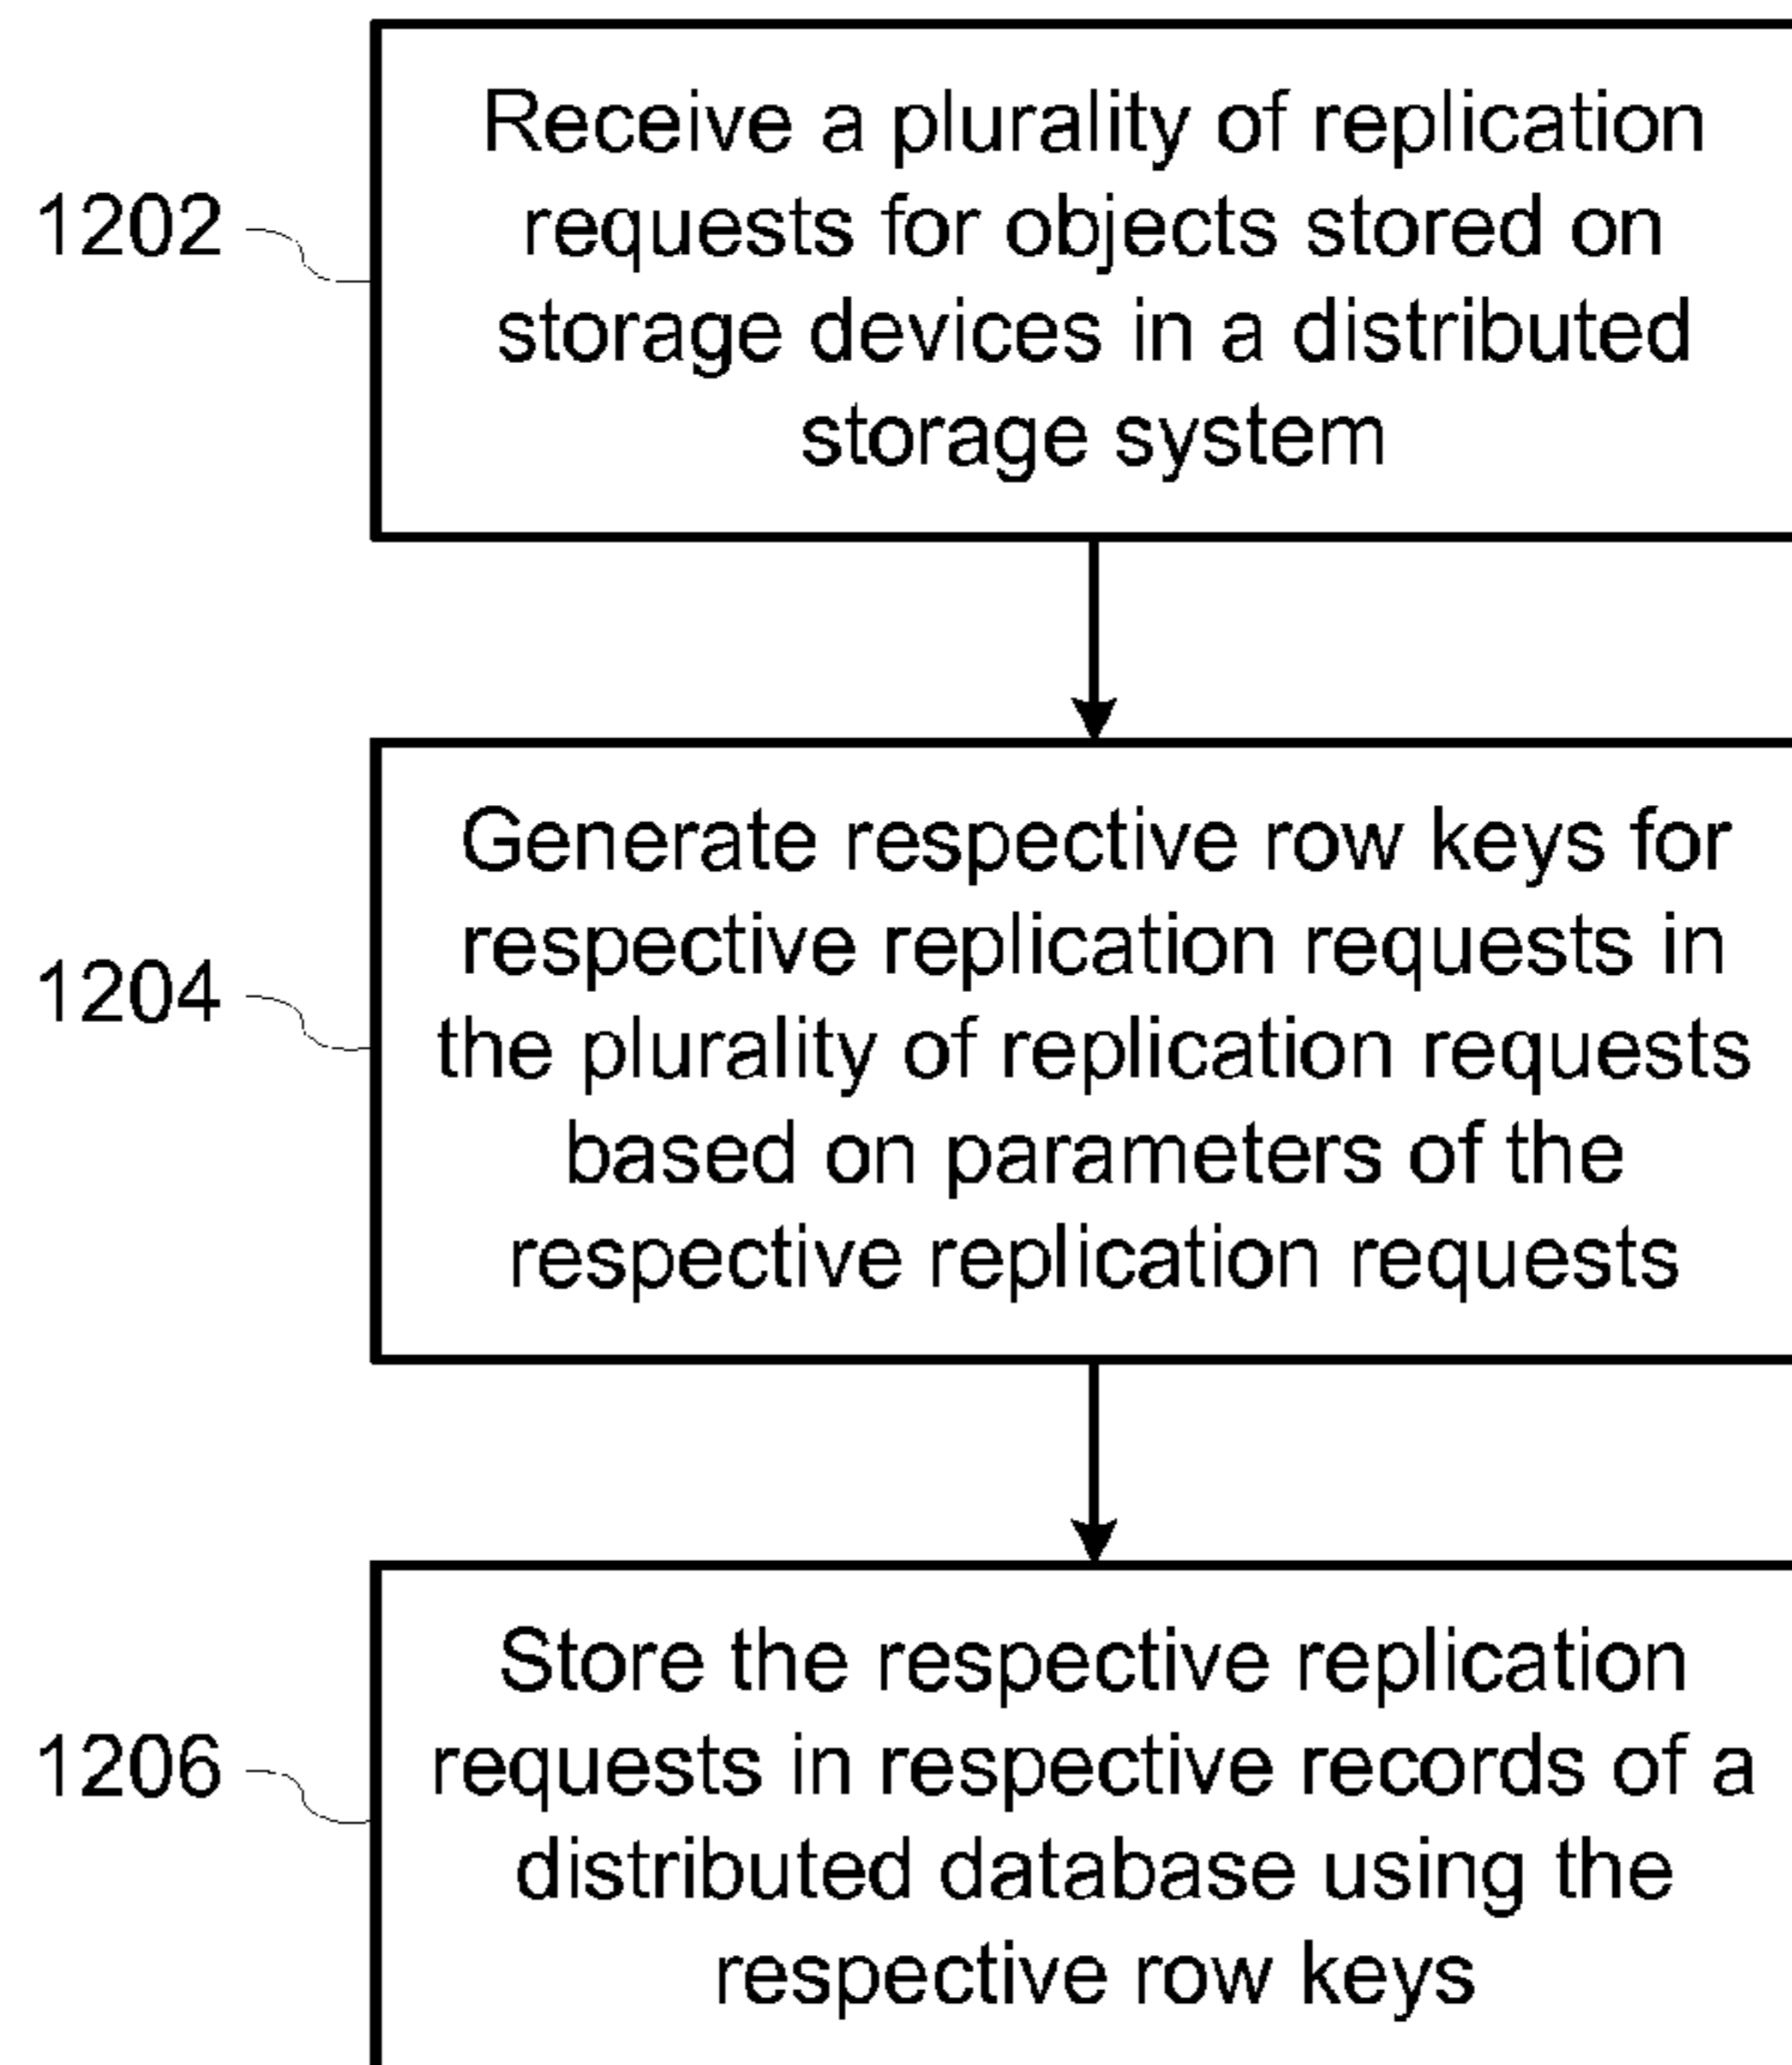 1202
Receive a plurality of replication
requests for objects stored on
storage devices in a distributed
storage system
1204
Generate respective row keys for
respective replication requests in
the plurality of replication requests
based on parameters of the
respective replication requests
1206
Store the respective replication
requests in respective records of a
distributed database using the
respective row keys